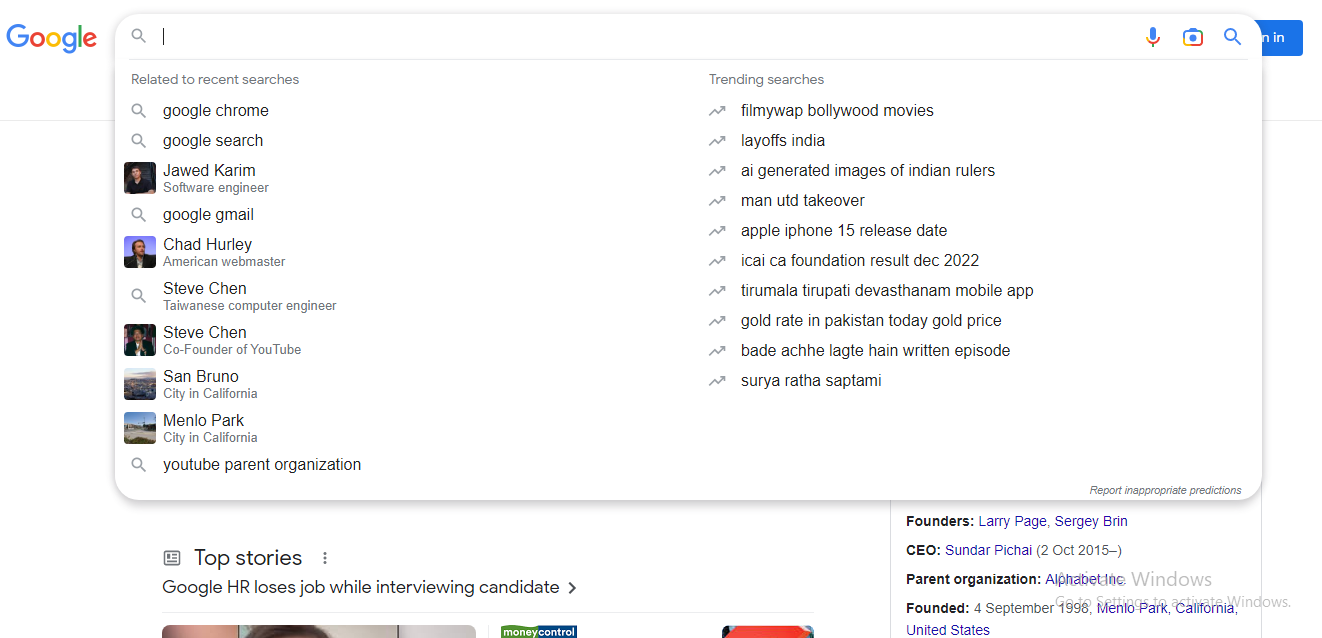 Google
n in
Related to recent searches
google chrome
google search
Jawed Karim
Software engineer
google gmail
Chad Hurley
American webmaster
Steve Chen
Taiwanese computer engineer
Steve Chen
Co-Founder of YouTube
San Bruno
City in California
Menlo Park
City in California
youtube parent organization
Trending searches
filmywap bollywood movies
layoffs india
ai generated images of indian rulers
man utd takeover
apple iphone 15 release date
icai ca foundation result dec 2022
tirumala tirupati devasthanam mobile app
gold rate in pakistan today gold price
bade achhe lagte hain written episode
surya ratha saptami
Report inappropriate predictions
Top stories
Google HR loses job while interviewing candidate
moneycontrol
Founders: Larry Page, Sergey Brin
CEO: Sundar Pichai (2 Oct 2015–)
Parent organization: Alphabet Inc.
Founded: 4 September 1998, Menlo Park, California,
United States
Activate Windows
Go to Settings to activate Windows.